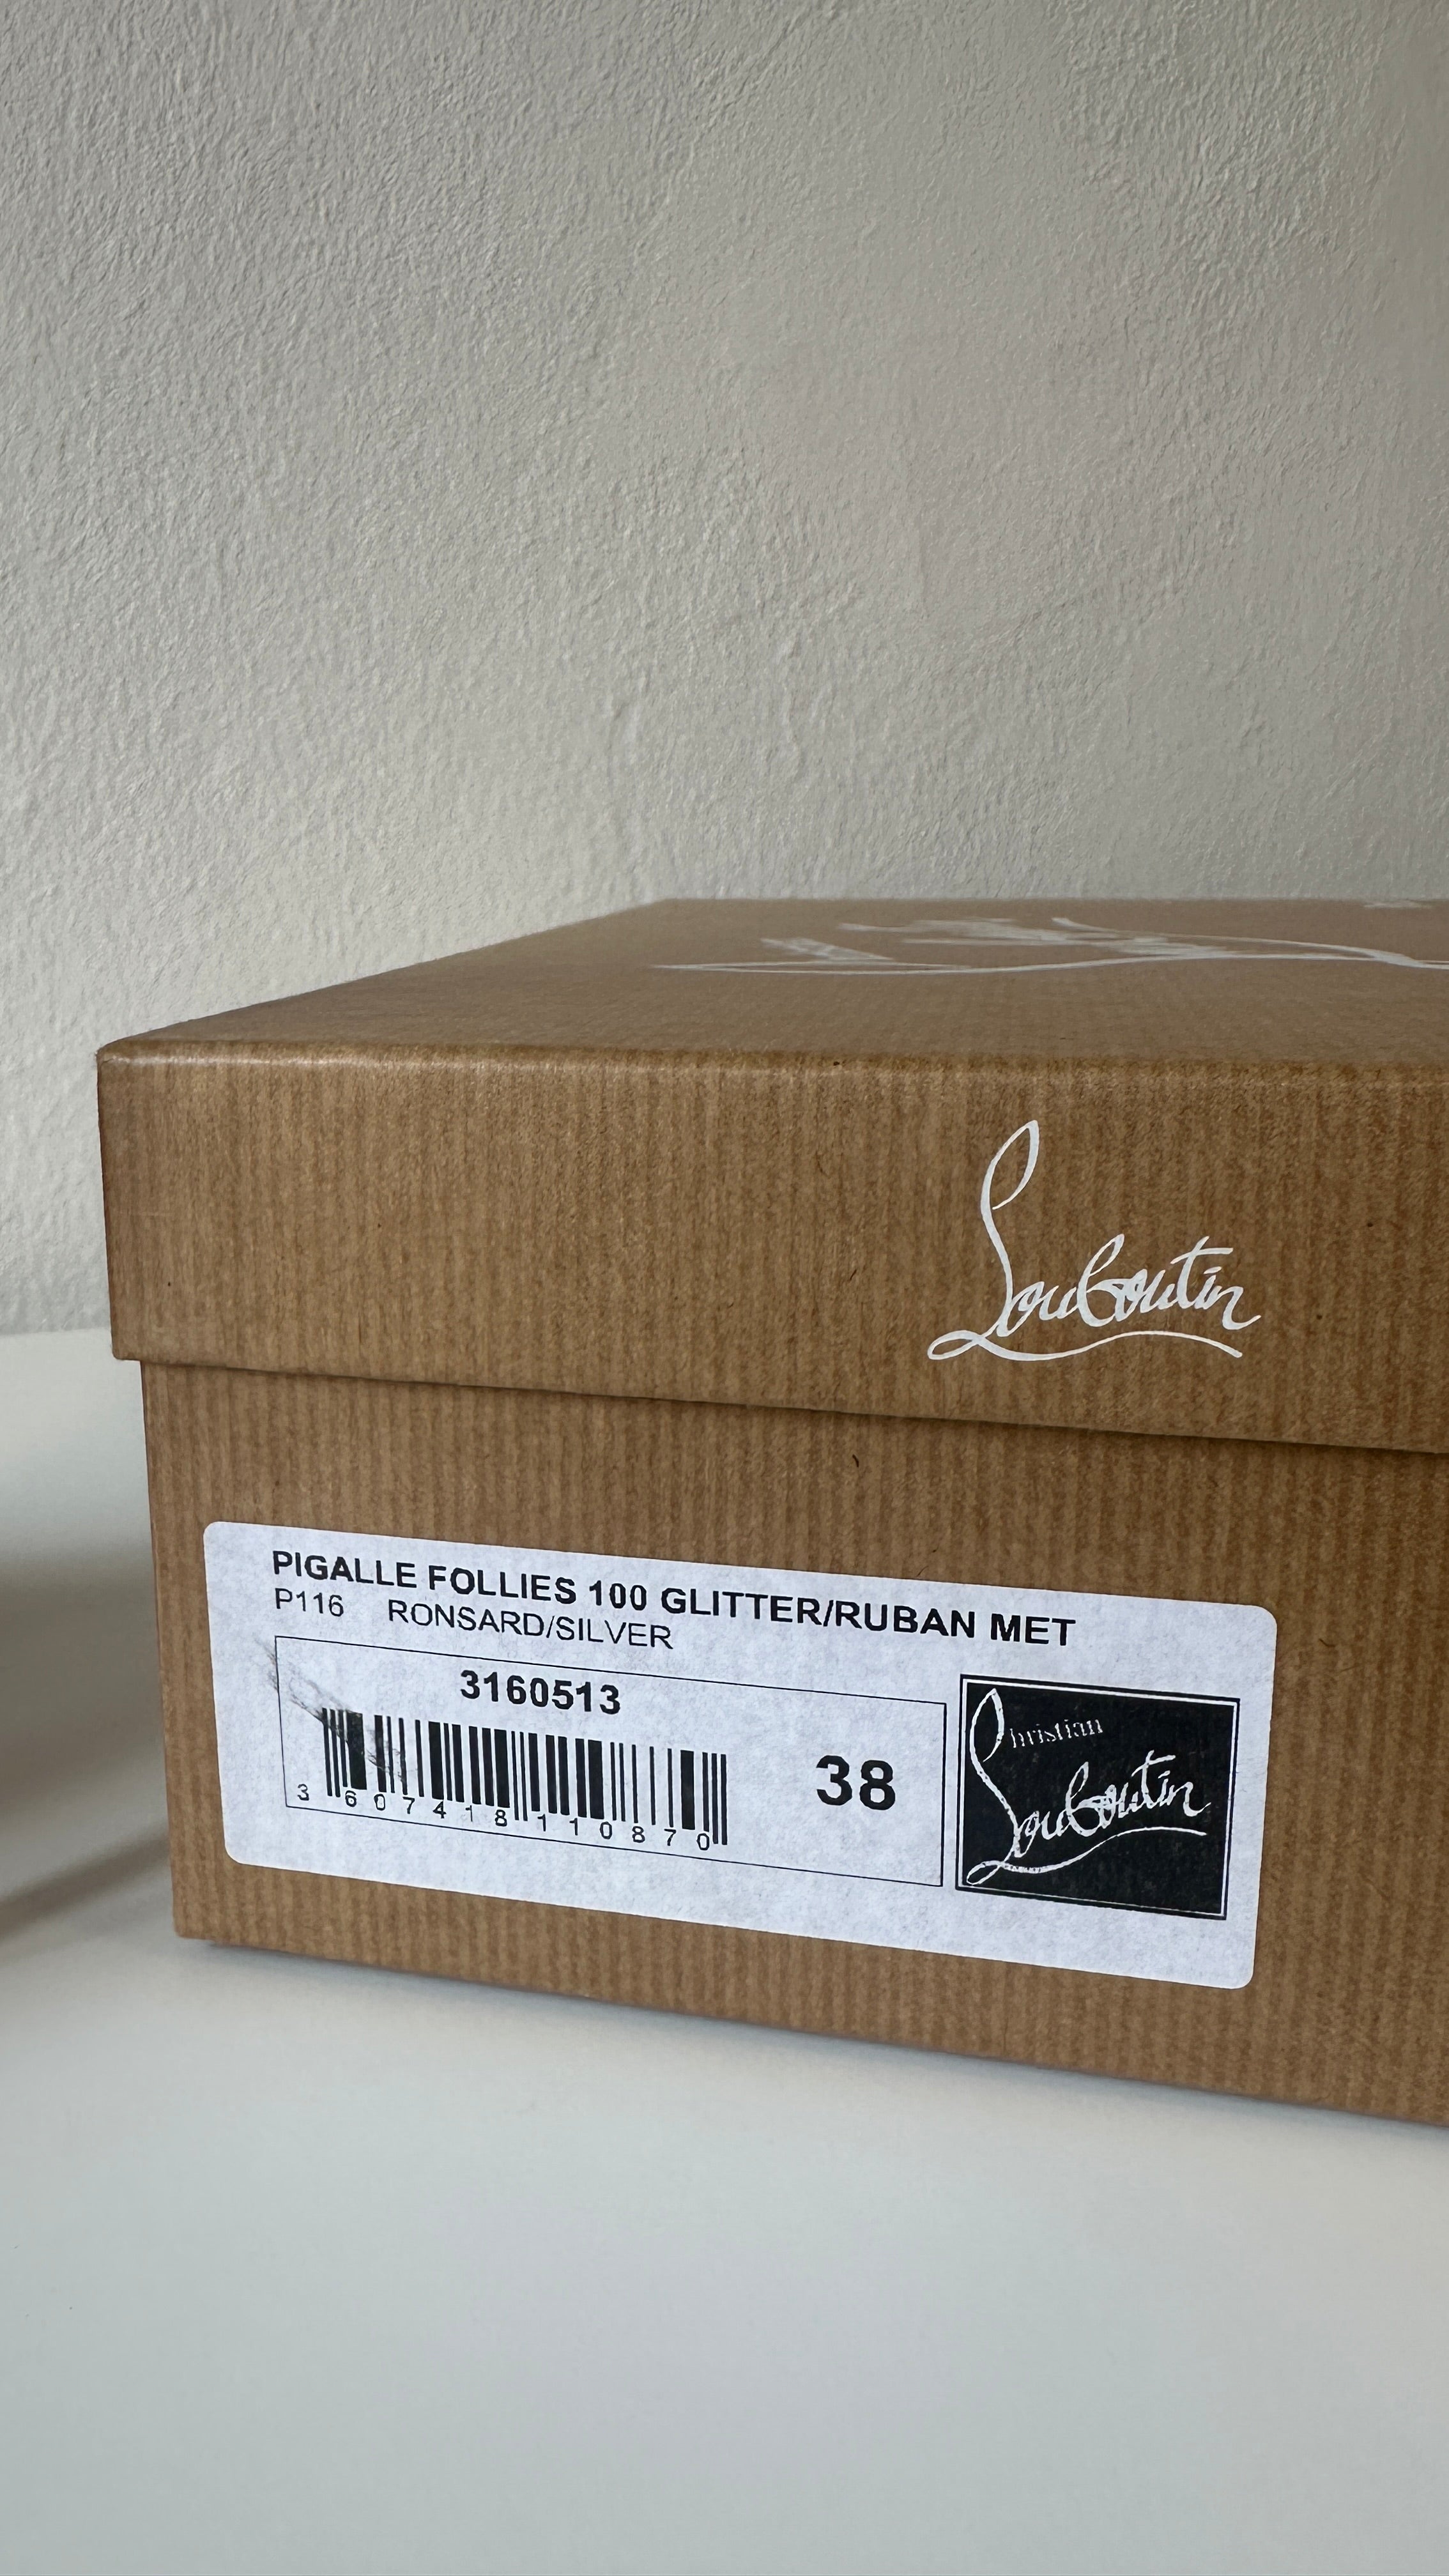 Louboutin
PIGALLE FOLLIES 100 GLITTER/RUBAN MET
P116 RONSARD/SILVER
3160513
3 607418 110870
38
Christian
Louboutin